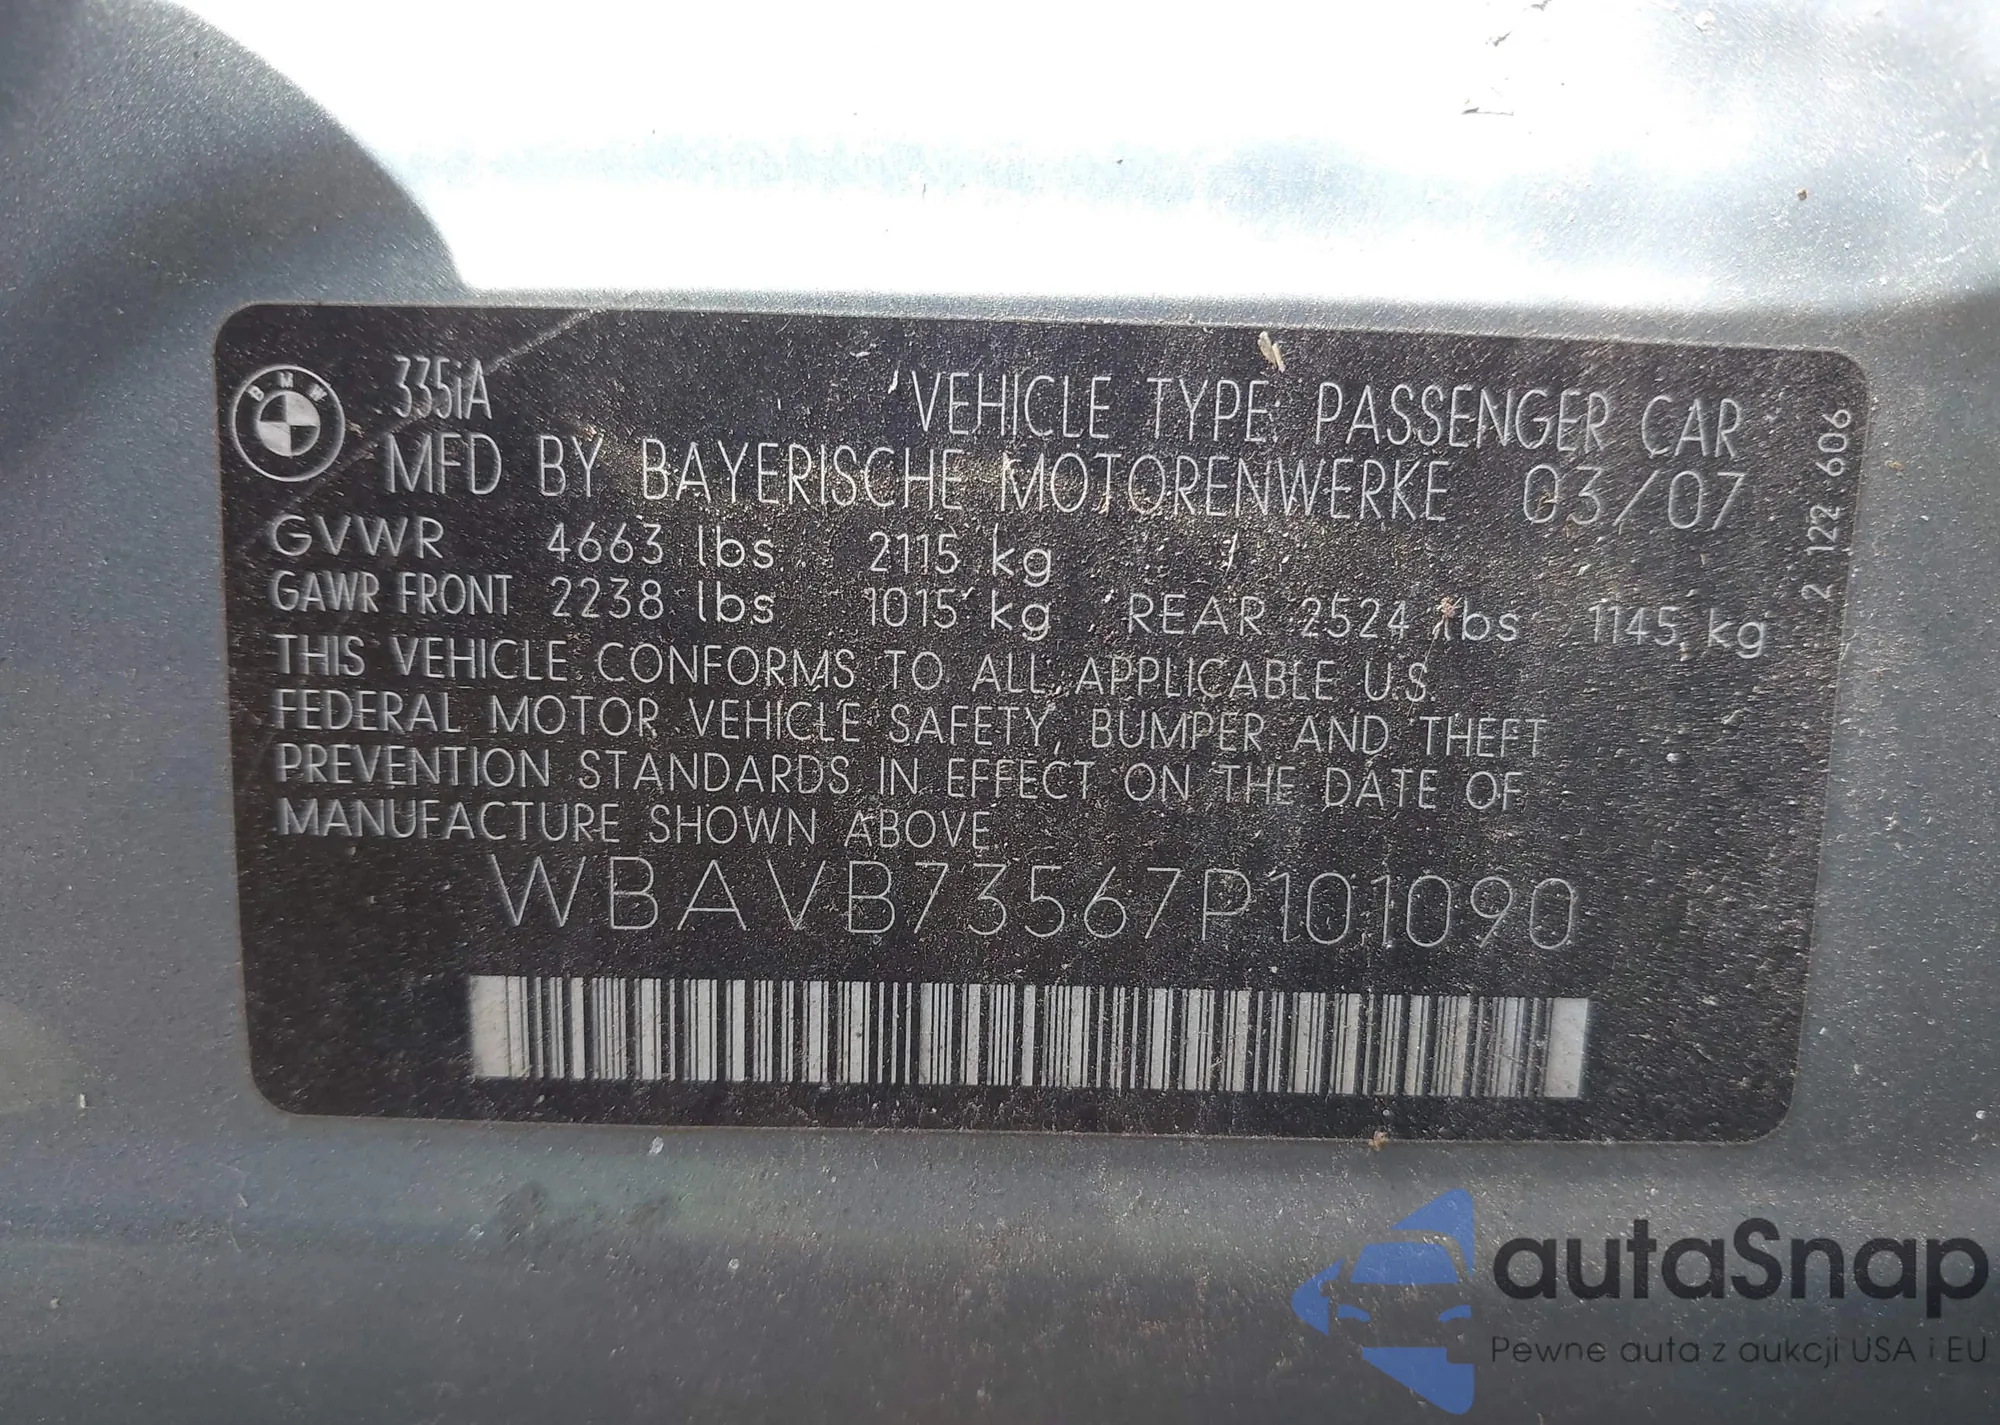 BMW
335iA VEHICLE TYPE: PASSENGER CAR
MFD BY BAYERISCHE MOTORENWERKE 03/07
GVWR 4663 lbs 2115 kg
GAWR FRONT 2238 lbs 1015 kg REAR 2524 lbs 1145 kg
THIS VEHICLE CONFORMS TO ALL APPLICABLE U.S.
FEDERAL MOTOR VEHICLE SAFETY, BUMPER AND THEFT
PREVENTION STANDARDS IN EFFECT ON THE DATE OF
MANUFACTURE SHOWN ABOVE.
WBAVB73567P101090
2 122 606
autaSnap
Pewne auta z aukcji USA i EU